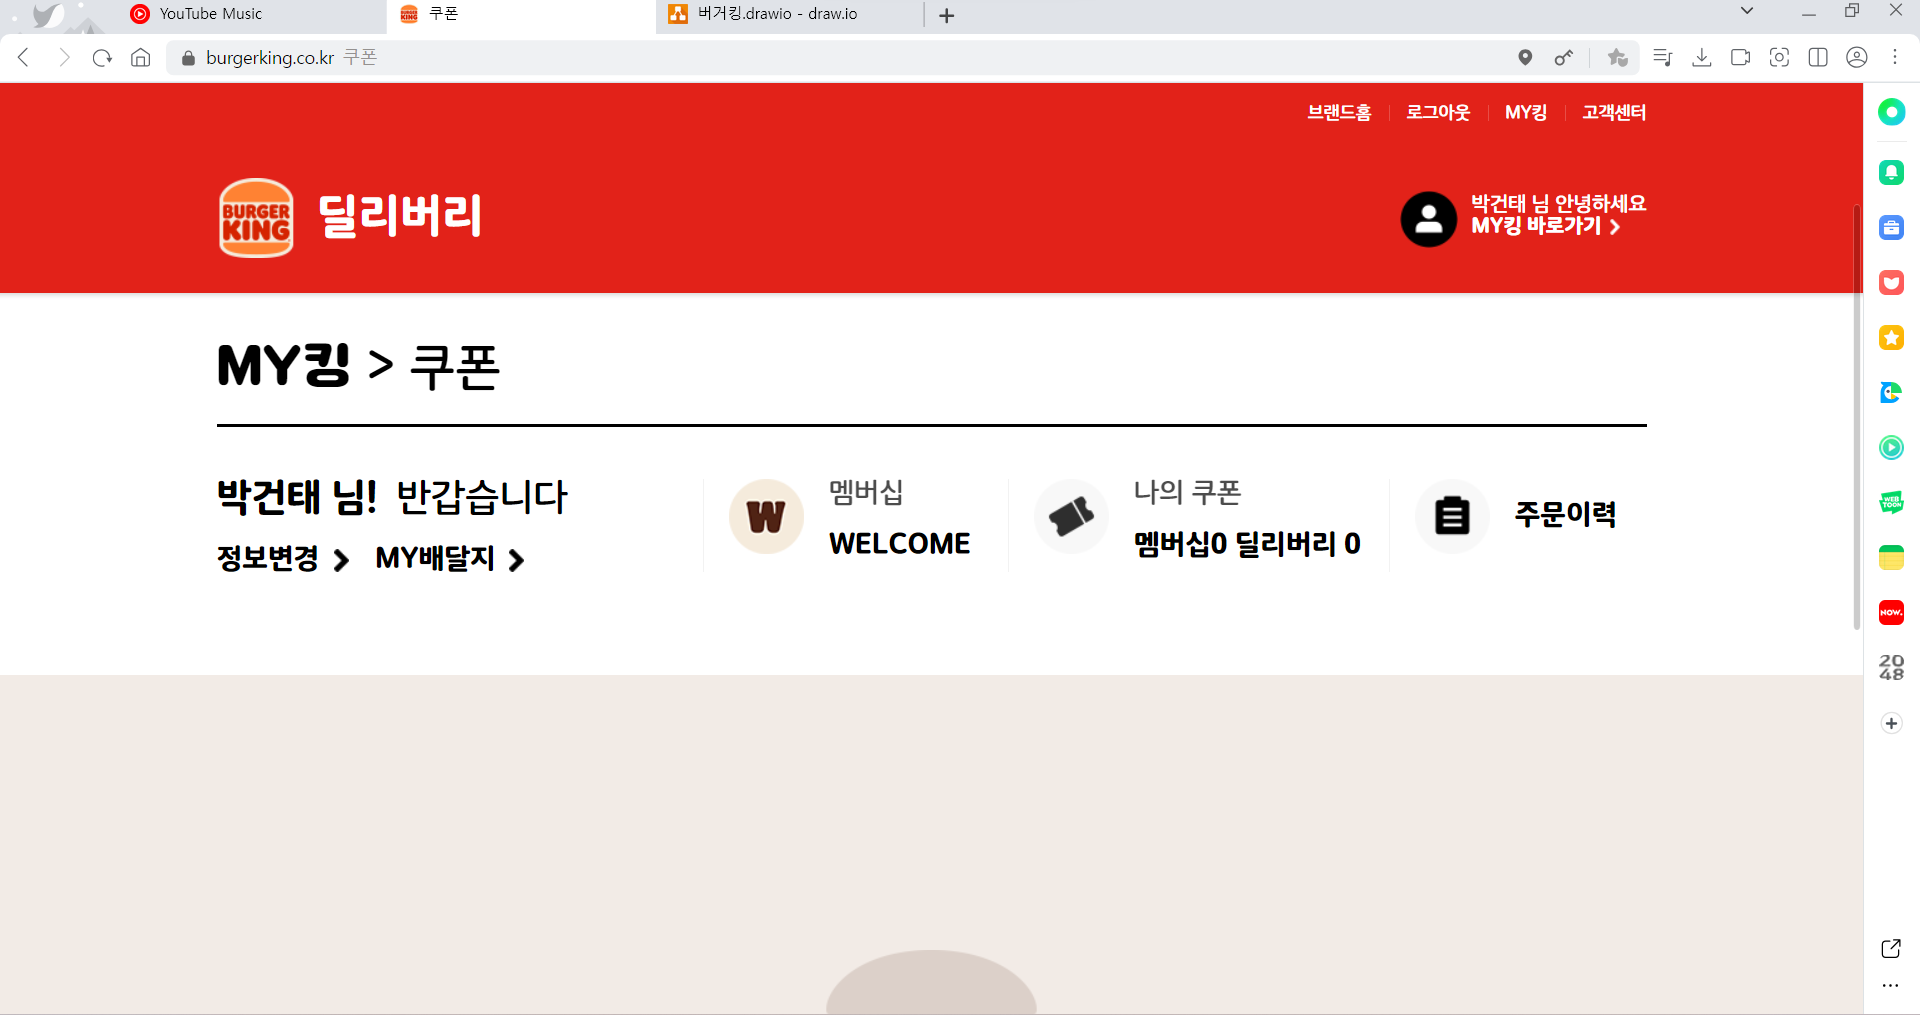 YouTube Music
쿠폰
버거킹.drawio - draw.io
burgerking.co.kr 쿠폰
브랜드홈
로그아웃
MY킹
고객센터
BURGER KING
딜리버리
박건태 님 안녕하세요
MY킹 바로가기
MY킹 > 쿠폰
박건태 님! 반갑습니다
정보변경
MY배달지
W
멤버십
WELCOME
나의 쿠폰
멤버십0 딜리버리 0
주문이력
WEB
TOON
NOW.
20
48